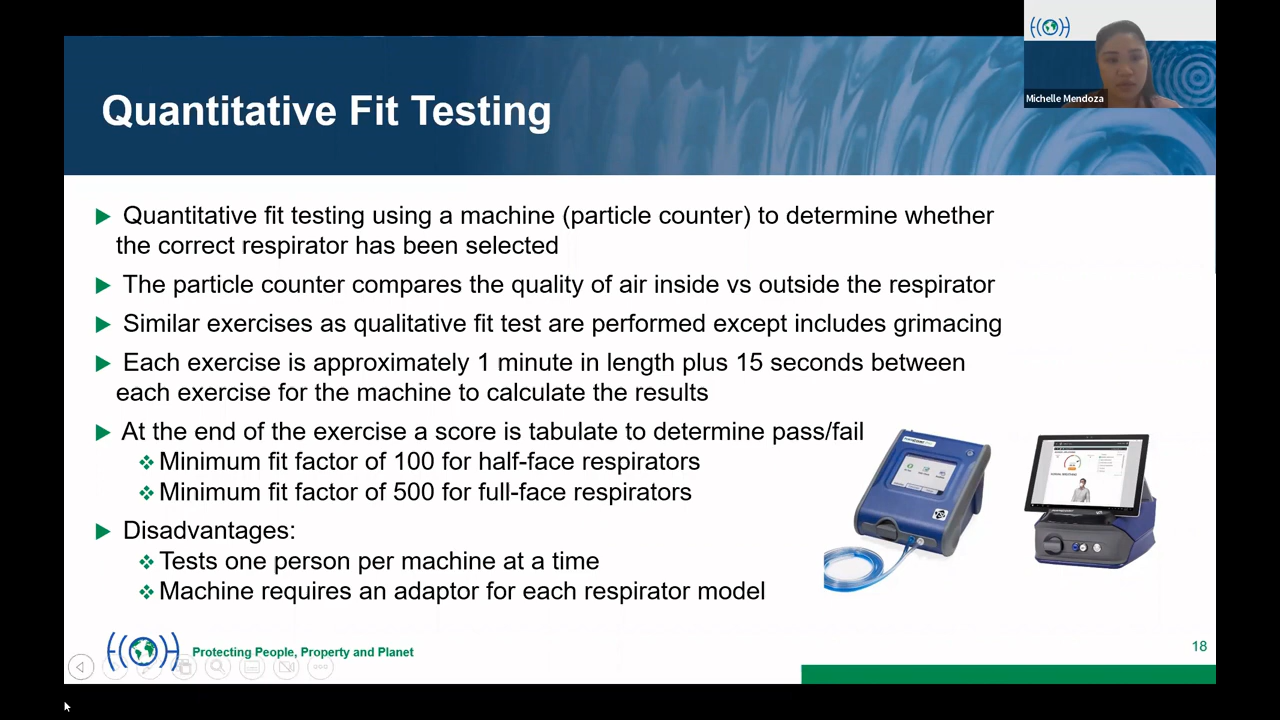 Michelle Mendoza
Quantitative Fit Testing
Quantitative fit testing using a machine (particle counter) to determine whether
the correct respirator has been selected
The particle counter compares the quality of air inside vs outside the respirator
Similar exercises as qualitative fit test are performed except includes grimacing
Each exercise is approximately 1 minute in length plus 15 seconds between
each exercise for the machine to calculate the results
At the end of the exercise a score is tabulate to determine pass/fail
Minimum fit factor of 100 for half-face respirators
Minimum fit factor of 500 for full-face respirators
Disadvantages:
Tests one person per machine at a time
Machine requires an adaptor for each respirator model
Protecting People, Property and Planet
18